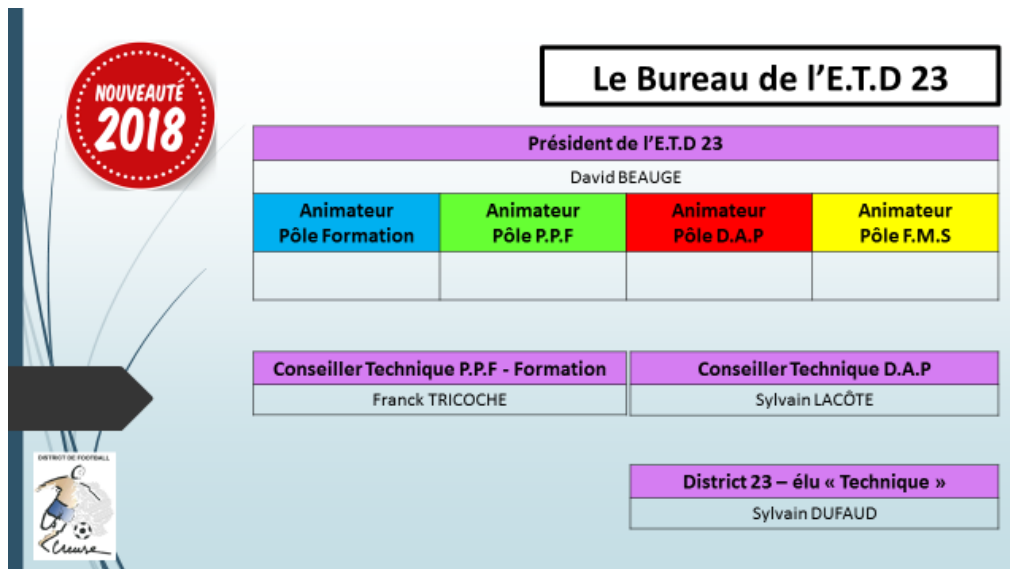 NOUVEAUTÉ
2018
Le Bureau de l’E.T.D 23
Président de l’E.T.D 23
David BEAUGE
Animateur
Pôle Formation
Animateur
Pôle P.P.F
Animateur
Pôle D.A.P
Animateur
Pôle F.M.S
Conseiller Technique P.P.F - Formation
Franck TRICOCHE
Conseiller Technique D.A.P
Sylvain LACÔTE
District 23 – élu « Technique »
Sylvain DUFAUD
DISTRICT DE FOOTBALL
Creuse